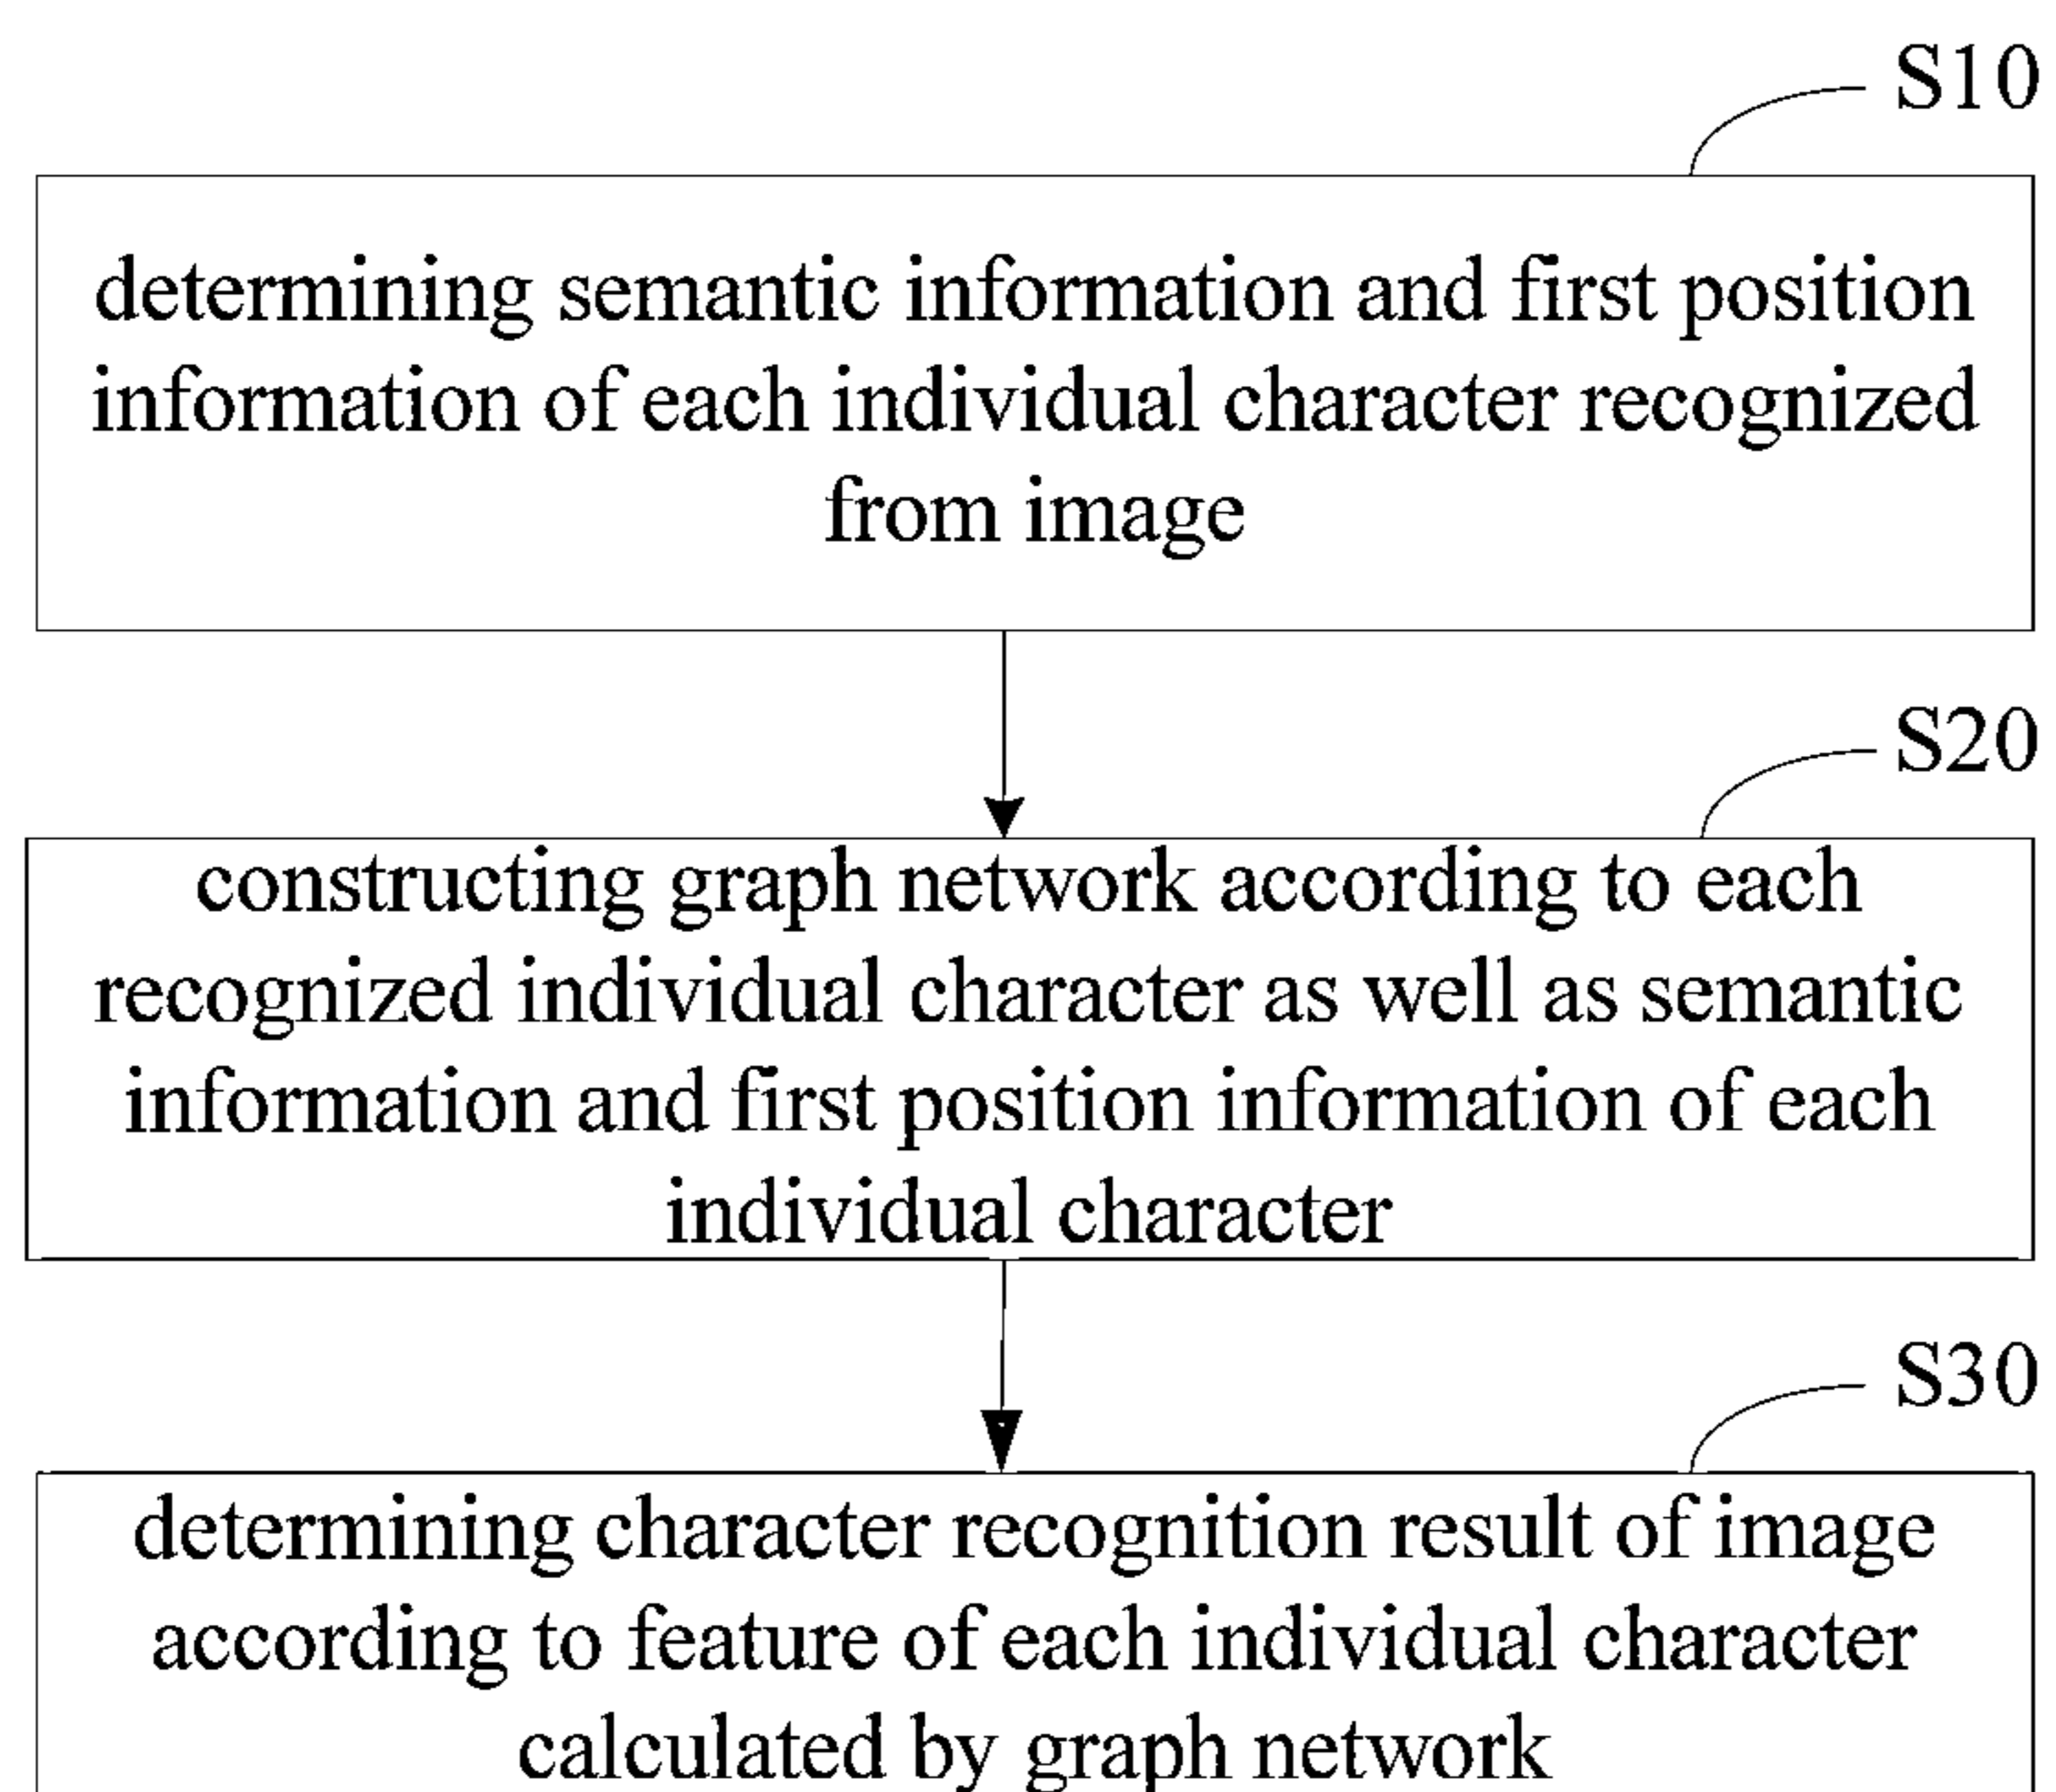 S10
determining semantic information and first position
information of each individual character recognized
from image
S20
constructing graph network according to each
recognized individual character as well as semantic
information and first position information of each
individual character
S30
determining character recognition result of image
according to feature of each individual character
calculated by graph network